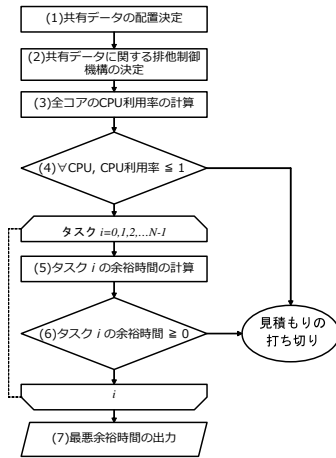 (1)共有データの配置決定
(2)共有データに関する排他制御
機構の決定
(3)全コアのCPU利用率の計算
(4)∀CPU, CPU利用率 ≦ 1
タスク i=0,1,2,…N-1
(5)タスク i の余裕時間の計算
(6)タスク i の余裕時間 ≧ 0
見積もりの
打ち切り
i
(7)最悪余裕時間の出力